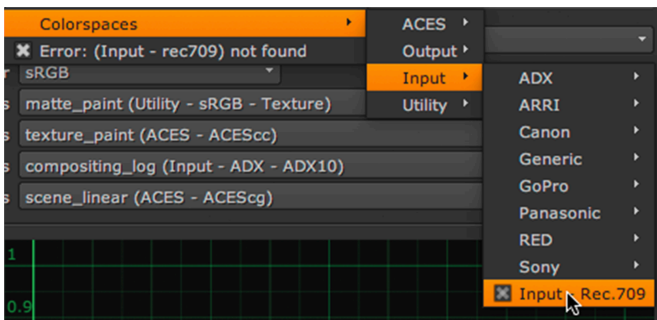 Colorspaces
Error: (Input - rec709) not found
r sRGB
s matte_paint (Utility - sRGB - Texture)
s texture_paint (ACES - ACEScc)
s compositing_log (Input - ADX - ADX10)
s scene_linear (ACES - ACEScg)
1
0.9
ACES
Output
Input
Utility
ADX
ARRI
Canon
Generic
GoPro
Panasonic
RED
Sony
Input - Rec.709